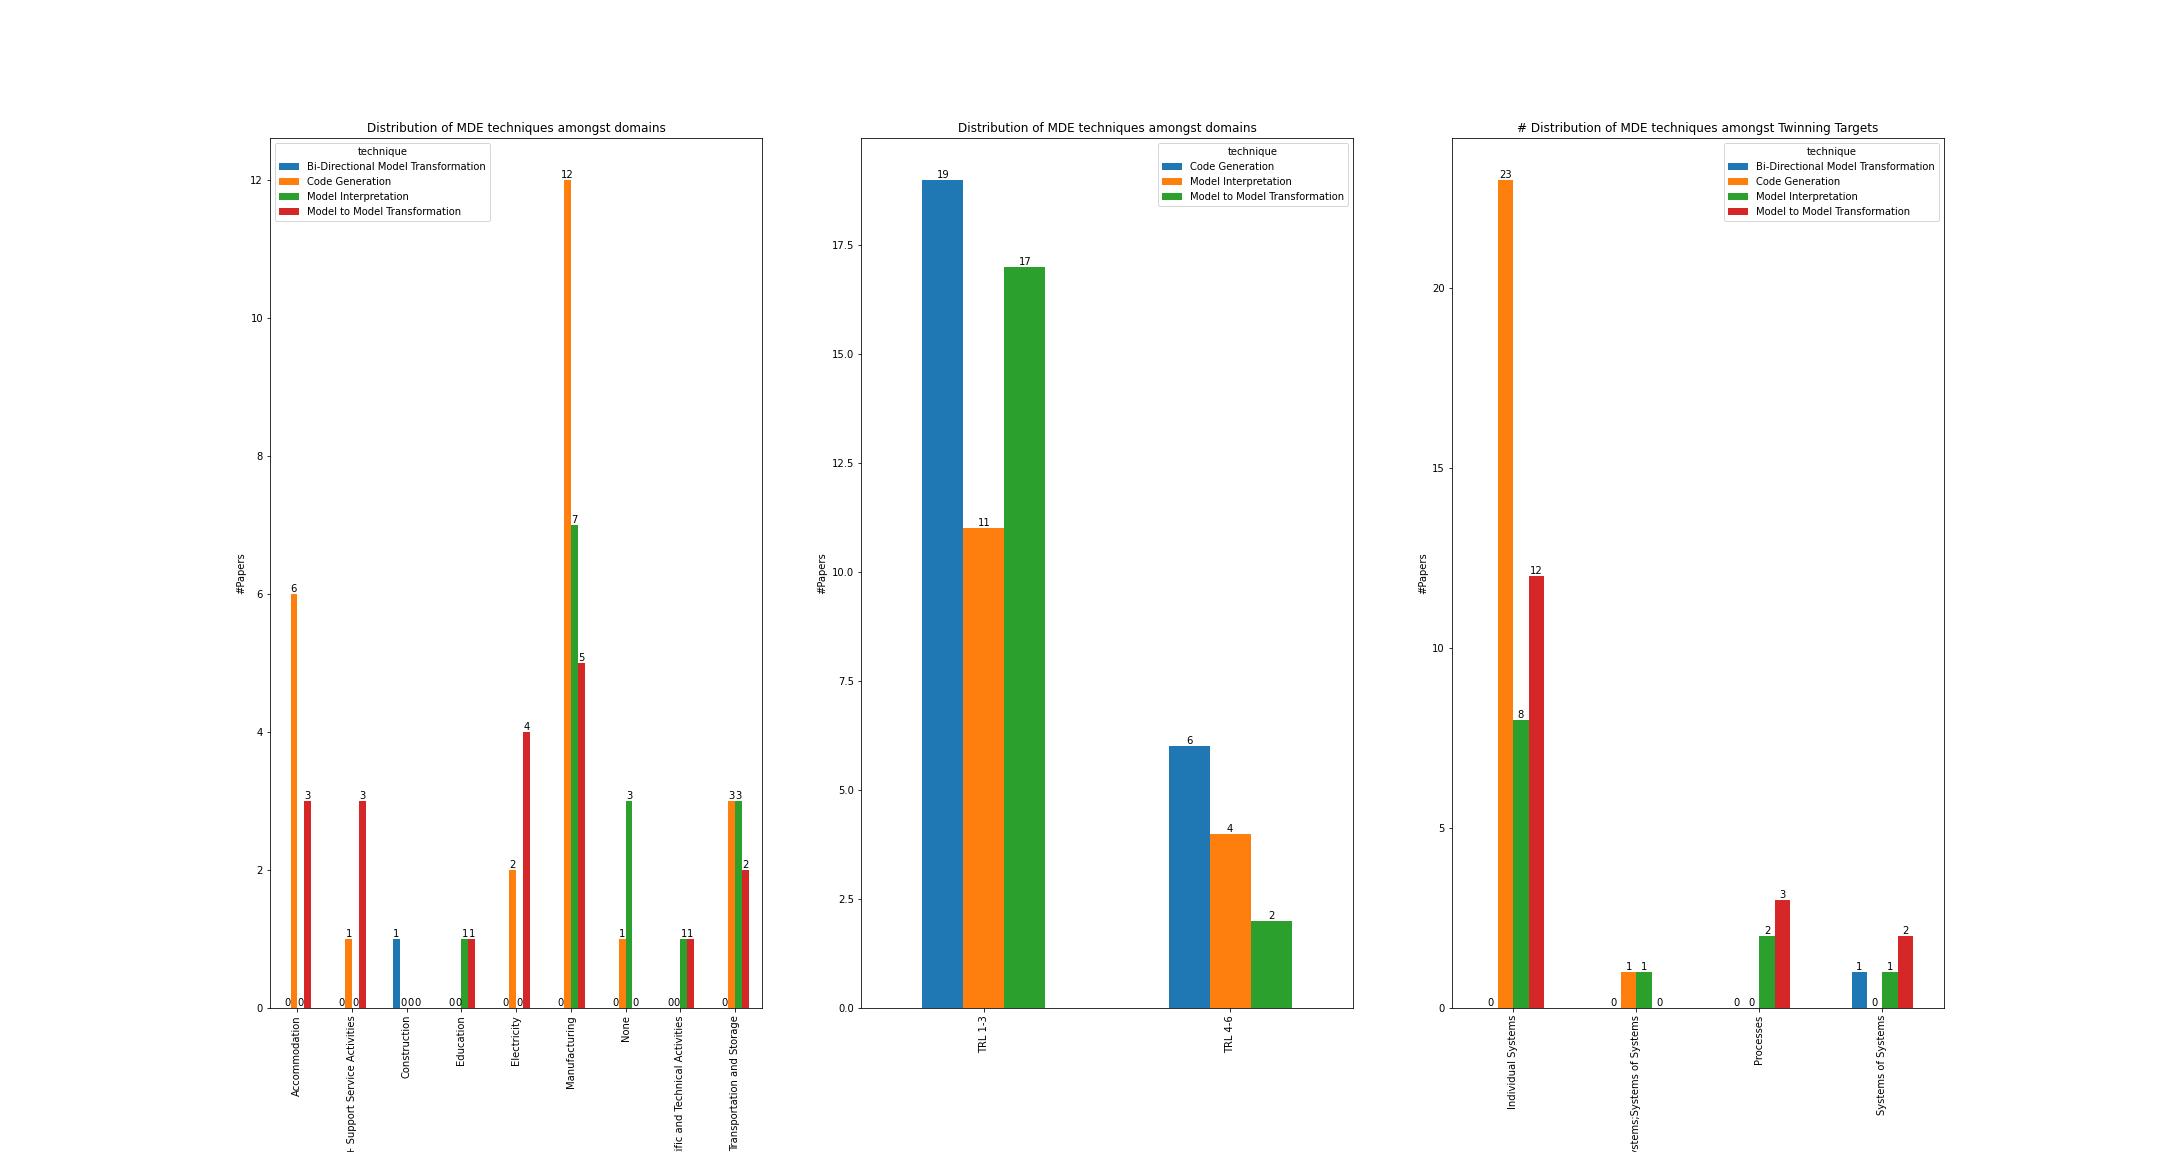 Distribution of MDE techniques amongst domains
technique
Bi-Directional Model Transformation
Code Generation
Model Interpretation
Model to Model Transformation
#Papers
12
10
8
6
4
2
0
0 6 0 3
0 1 0 3
1 0 0 0
0 0 1 1
0 2 0 4
0 12 7 5
0 1 3 0
0 0 1 1
0 3 3 2
Accommodation
Support Service Activities
Construction
Education
Electricity
Manufacturing
None
and Technical Activities
Transportation and Storage
Distribution of MDE techniques amongst domains
technique
Code Generation
Model Interpretation
Model to Model Transformation
#Papers
17.5
15.0
12.5
10.0
7.5
5.0
2.5
0.0
19 11 17
6 4 2
TRL 1-3
TRL 4-6
# Distribution of MDE techniques amongst Twinning Targets
technique
Bi-Directional Model Transformation
Code Generation
Model Interpretation
Model to Model Transformation
#Papers
20
15
10
5
0
0 23 8 12
0 1 1 0
0 0 2 3
1 0 1 2
Individual Systems
ystems;Systems of Systems
Processes
Systems of Systems